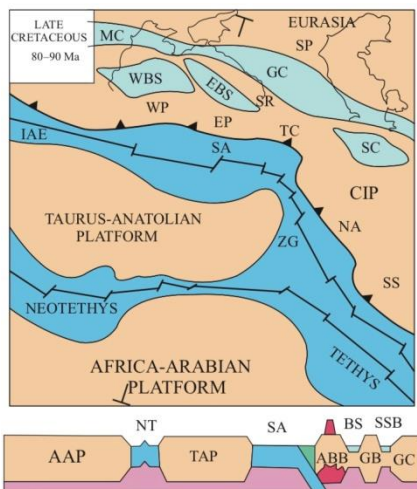 LATE
CRETACEOUS
80–90 Ma
MC
EURASIA
SP
GC
WBS
EBS
SR
WP
EP
TC
SC
IAE
SA
CIP
TAURUS-ANATOLIAN
PLATFORM
NA
ZG
SS
NEOTETHYS
TETHYS
AFRICA-ARABIAN
PLATFORM
NT
SA
BS
SSB
AAP
TAP
ABB
GB
GC